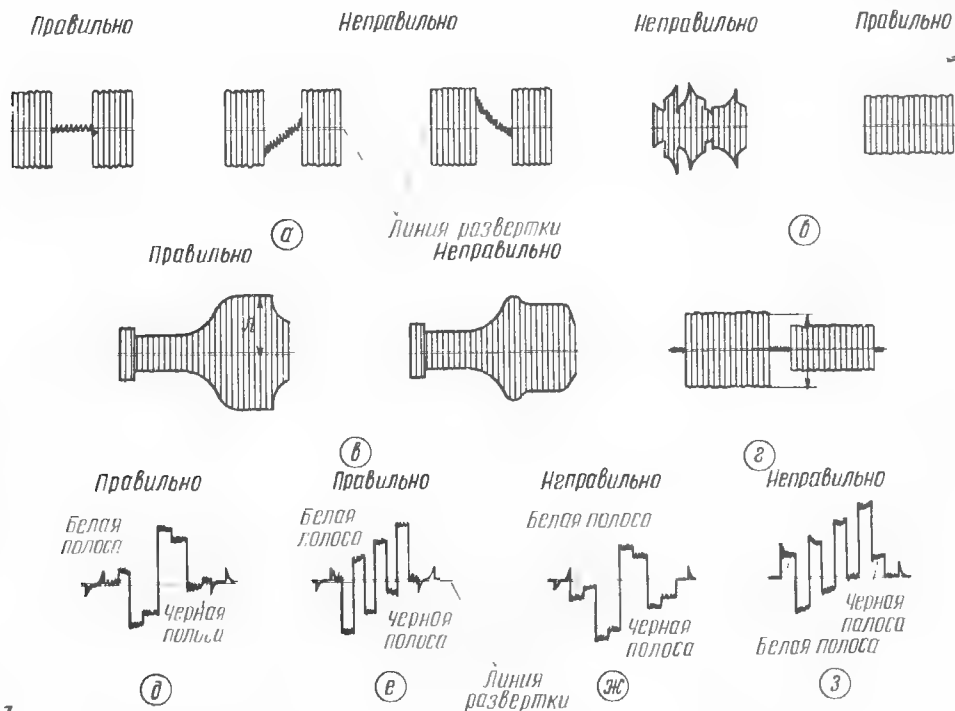 Правильно
Неправильно
Неправильно
Правильно
а
Линия развертки
б
Правильно
Неправильно
в
г
Правильно
Правильно
Неправильно
Неправильно
Белая
полоса
Белая
полоса
Белая полоса
Черная
полоса
Черная
полоса
Черная
полоса
Черная
полоса
Белая полоса
д
е
Линия
развертки
ж
з